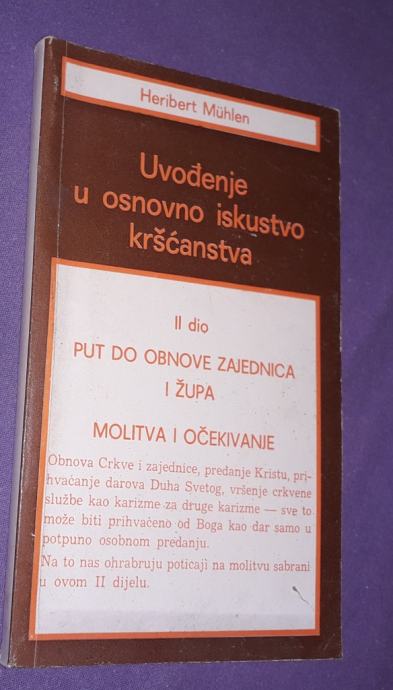 Heribert Mühlen
Uvođenje
u osnovno iskustvo
kršćanstva
II dio
PUT DO OBNOVE ZAJEDNICA
I ŽUPA
MOLITVA I OČEKIVANJE
Obnova Crkve i zajednice, predanje Kristu, pri-
hvaćanje darova Duha Svetog, vršenje crkvene
službe kao karizme za druge karizme — sve to
može biti prihvaćeno od Boga kao dar samo u
potpuno osobnom predanju.
Na to nas ohrabruju poticaji na molitvu sabrani
u ovom II dijelu.